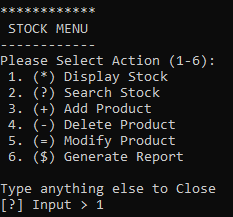 ************
STOCK MENU
------------
Please Select Action (1-6):
1. (*) Display Stock
2. (?) Search Stock
3. (+) Add Product
4. (-) Delete Product
5. (=) Modify Product
6. ($) Generate Report
Type anything else to Close
[?] Input > 1